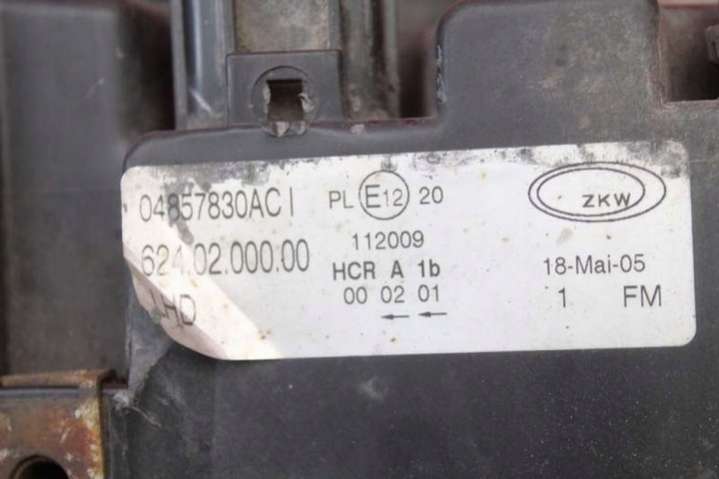 04857830AC I
624.02.000.00
LHD
PL E12 20
112009
HCR A 1b
00 02 01
ZKW
18-Mai-05
1 FM